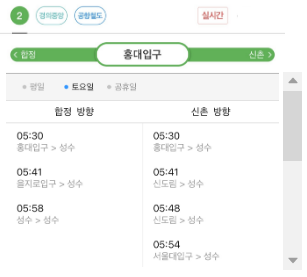 2 경의중앙 공항철도 실시간
< 합정 홍대입구 신촌 >
평일 토요일 공휴일
합정 방향 신촌 방향
05:30 05:30
홍대입구 > 성수 홍대입구 > 성수
05:41 05:41
을지로입구 > 성수 신도림 > 성수
05:58 05:48
성수 > 성수 신도림 > 성수
05:54
서울대입구 > 성수